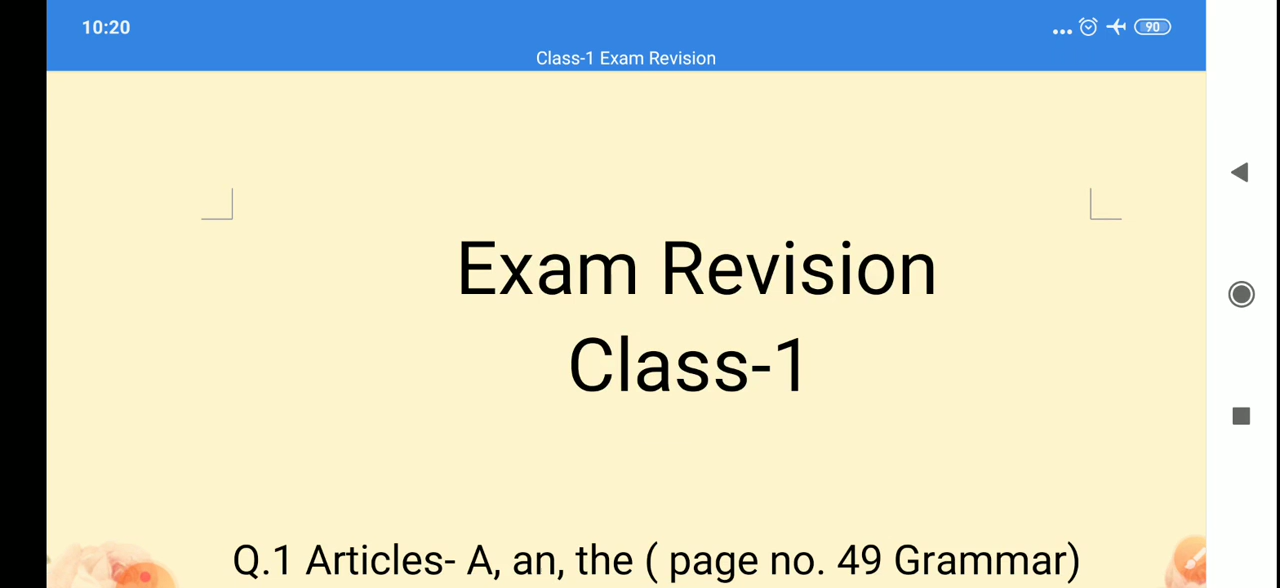 10:20
90
Class-1 Exam Revision
Exam Revision
Class-1
Q.1 Articles- A, an, the ( page no. 49 Grammar)